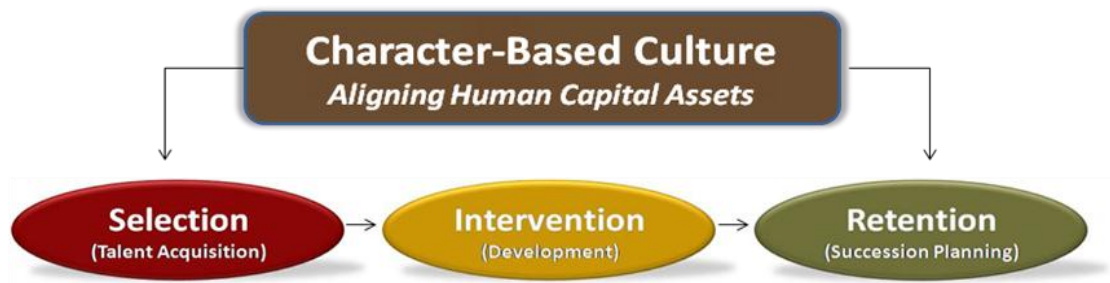 Character-Based Culture
Aligning Human Capital Assets
Selection
(Talent Acquisition)
Intervention
(Development)
Retention
(Succession Planning)